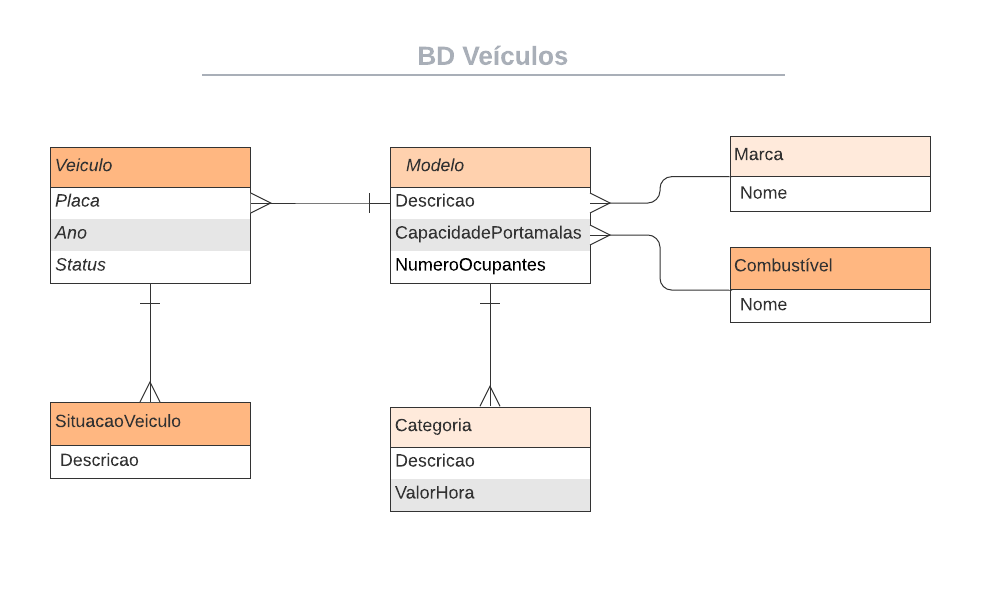 BD Veículos
Veiculo
Placa
Ano
Status
Modelo
Descricao
CapacidadePortamalas
NumeroOcupantes
Marca
Nome
Combustível
Nome
SituacaoVeiculo
Descricao
Categoria
Descricao
ValorHora